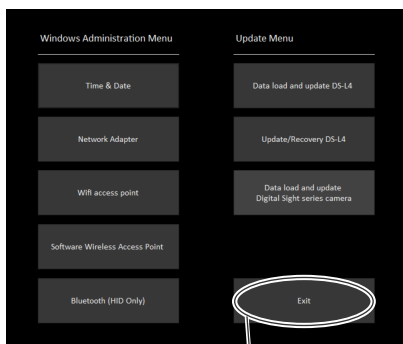 Windows Administration Menu
Time & Date
Network Adapter
Wifi access point
Software Wireless Access Point
Bluetooth (HID Only)
Update Menu
Data load and update DS-L4
Update/Recovery DS-L4
Data load and update
Digital Sight series camera
Exit